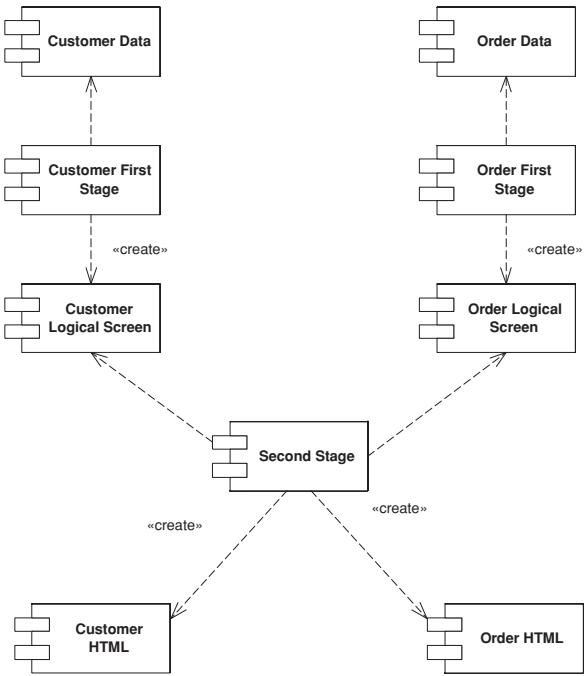 Customer Data
Order Data
Customer First
Stage
Order First
Stage
«create»
«create»
Customer
Logical Screen
Order Logical
Screen
Second Stage
«create»
«create»
Customer
HTML
Order HTML